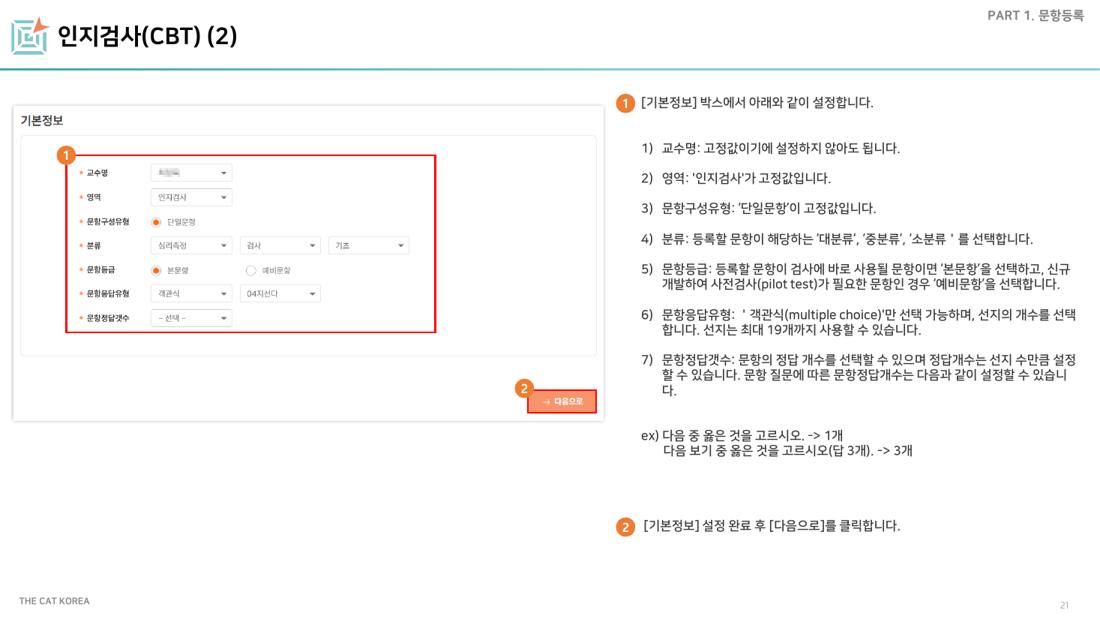 PART 1. 문항등록
인지검사(CBT) (2)
기본정보
1
* 교수명
* 영역 인지검사
* 문항구성유형 단일문항
* 분류 심리측정 검사 기초
* 문항등급 본문항 예비문항
* 문항응답유형 객관식 04지선다
* 문항정답갯수 -- 선택 --
2
→ 다음으로
1 [기본정보] 박스에서 아래와 같이 설정합니다.
1) 교수명: 고정값이기에 설정하지 않아도 됩니다.
2) 영역: '인지검사'가 고정값입니다.
3) 문항구성유형: '단일문항'이 고정값입니다.
4) 분류: 등록할 문항이 해당하는 '대분류', '중분류', '소분류 ' 를 선택합니다.
5) 문항등급: 등록할 문항이 검사에 바로 사용될 문항이면 '본문항'을 선택하고, 신규
개발하여 사전검사(pilot test)가 필요한 문항인 경우 '예비문항'을 선택합니다.
6) 문항응답유형: ' 객관식(multiple choice)'만 선택 가능하며, 선지의 개수를 선택
합니다. 선지는 최대 19개까지 사용할 수 있습니다.
7) 문항정답갯수: 문항의 정답 개수를 선택할 수 있으며 정답개수는 선지 수만큼 설정
할 수 있습니다. 문항 질문에 따른 문항정답개수는 다음과 같이 설정할 수 있습니
다.
ex) 다음 중 옳은 것을 고르시오. -> 1개
다음 보기 중 옳은 것을 고르시오(답 3개). -> 3개
2 [기본정보] 설정 완료 후 [다음으로]를 클릭합니다.
THE CAT KOREA
21